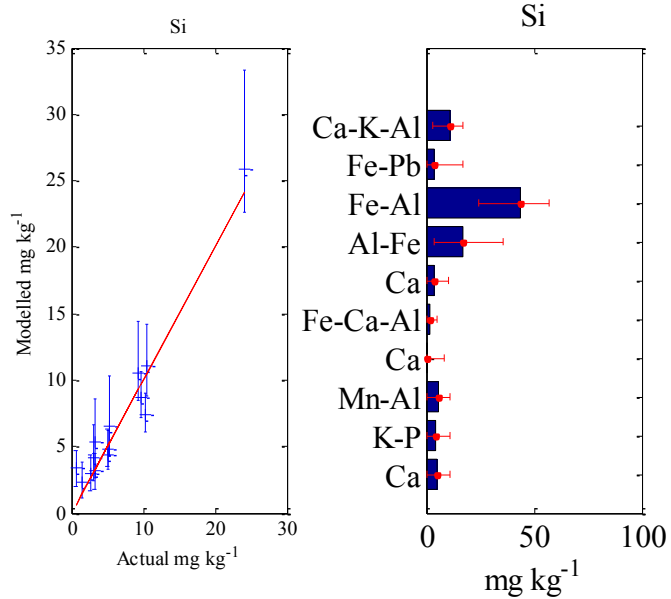 Si
35
30
25
20
15
10
5
0
Modelled mg kg⁻¹
0 10 20 30
Actual mg kg⁻¹
Si
Ca-K-Al
Fe-Pb
Fe-Al
Al-Fe
Ca
Fe-Ca-Al
Ca
Mn-Al
K-P
Ca
0 50 100
mg kg⁻¹